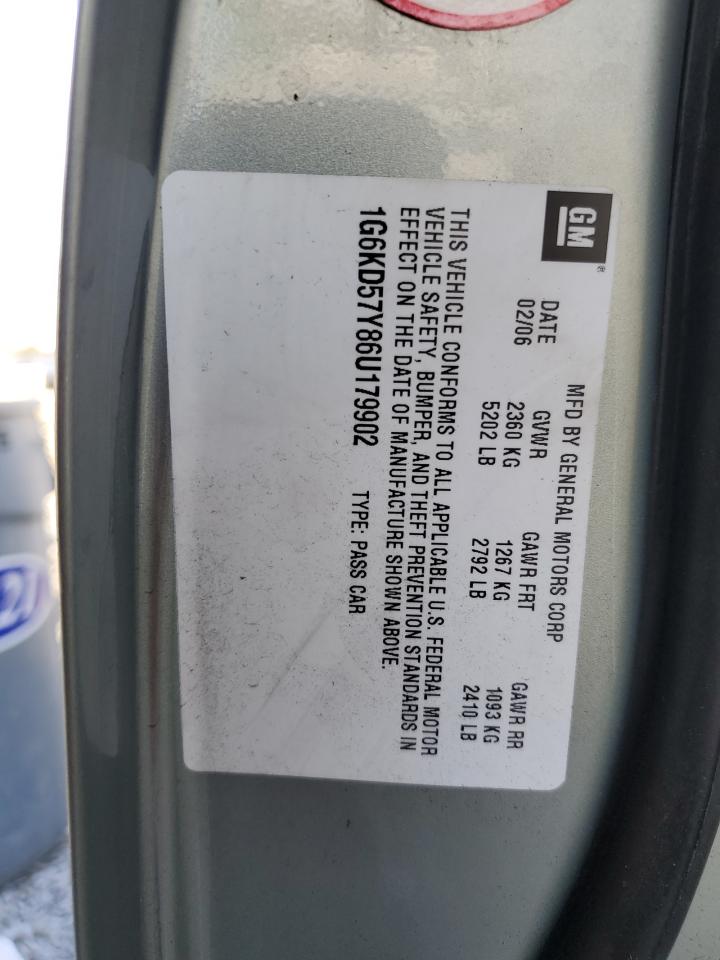 GM
®
MFD BY GENERAL MOTORS CORP
DATE GVWR GAWR FRT GAWR RR
02/06 2360 KG 1267 KG 1093 KG
5202 LB 2792 LB 2410 LB
THIS VEHICLE CONFORMS TO ALL APPLICABLE U.S. FEDERAL MOTOR
VEHICLE SAFETY, BUMPER, AND THEFT PREVENTION STANDARDS IN
EFFECT ON THE DATE OF MANUFACTURE SHOWN ABOVE.
1G6KD57Y86U179902 TYPE: PASS CAR